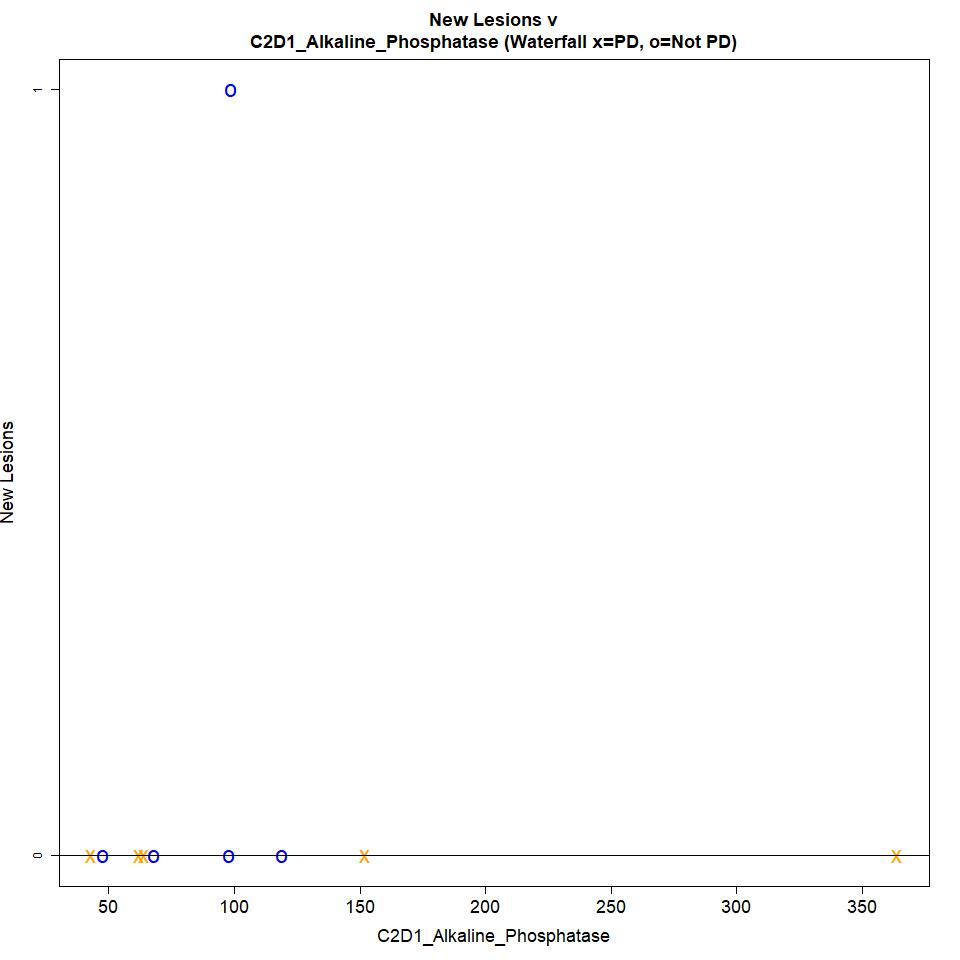 New Lesions v
C2D1_Alkaline_Phosphatase (Waterfall x=PD, o=Not PD)
1
o
New Lesions
0
x o x x o o o x x
50 100 150 200 250 300 350
C2D1_Alkaline_Phosphatase